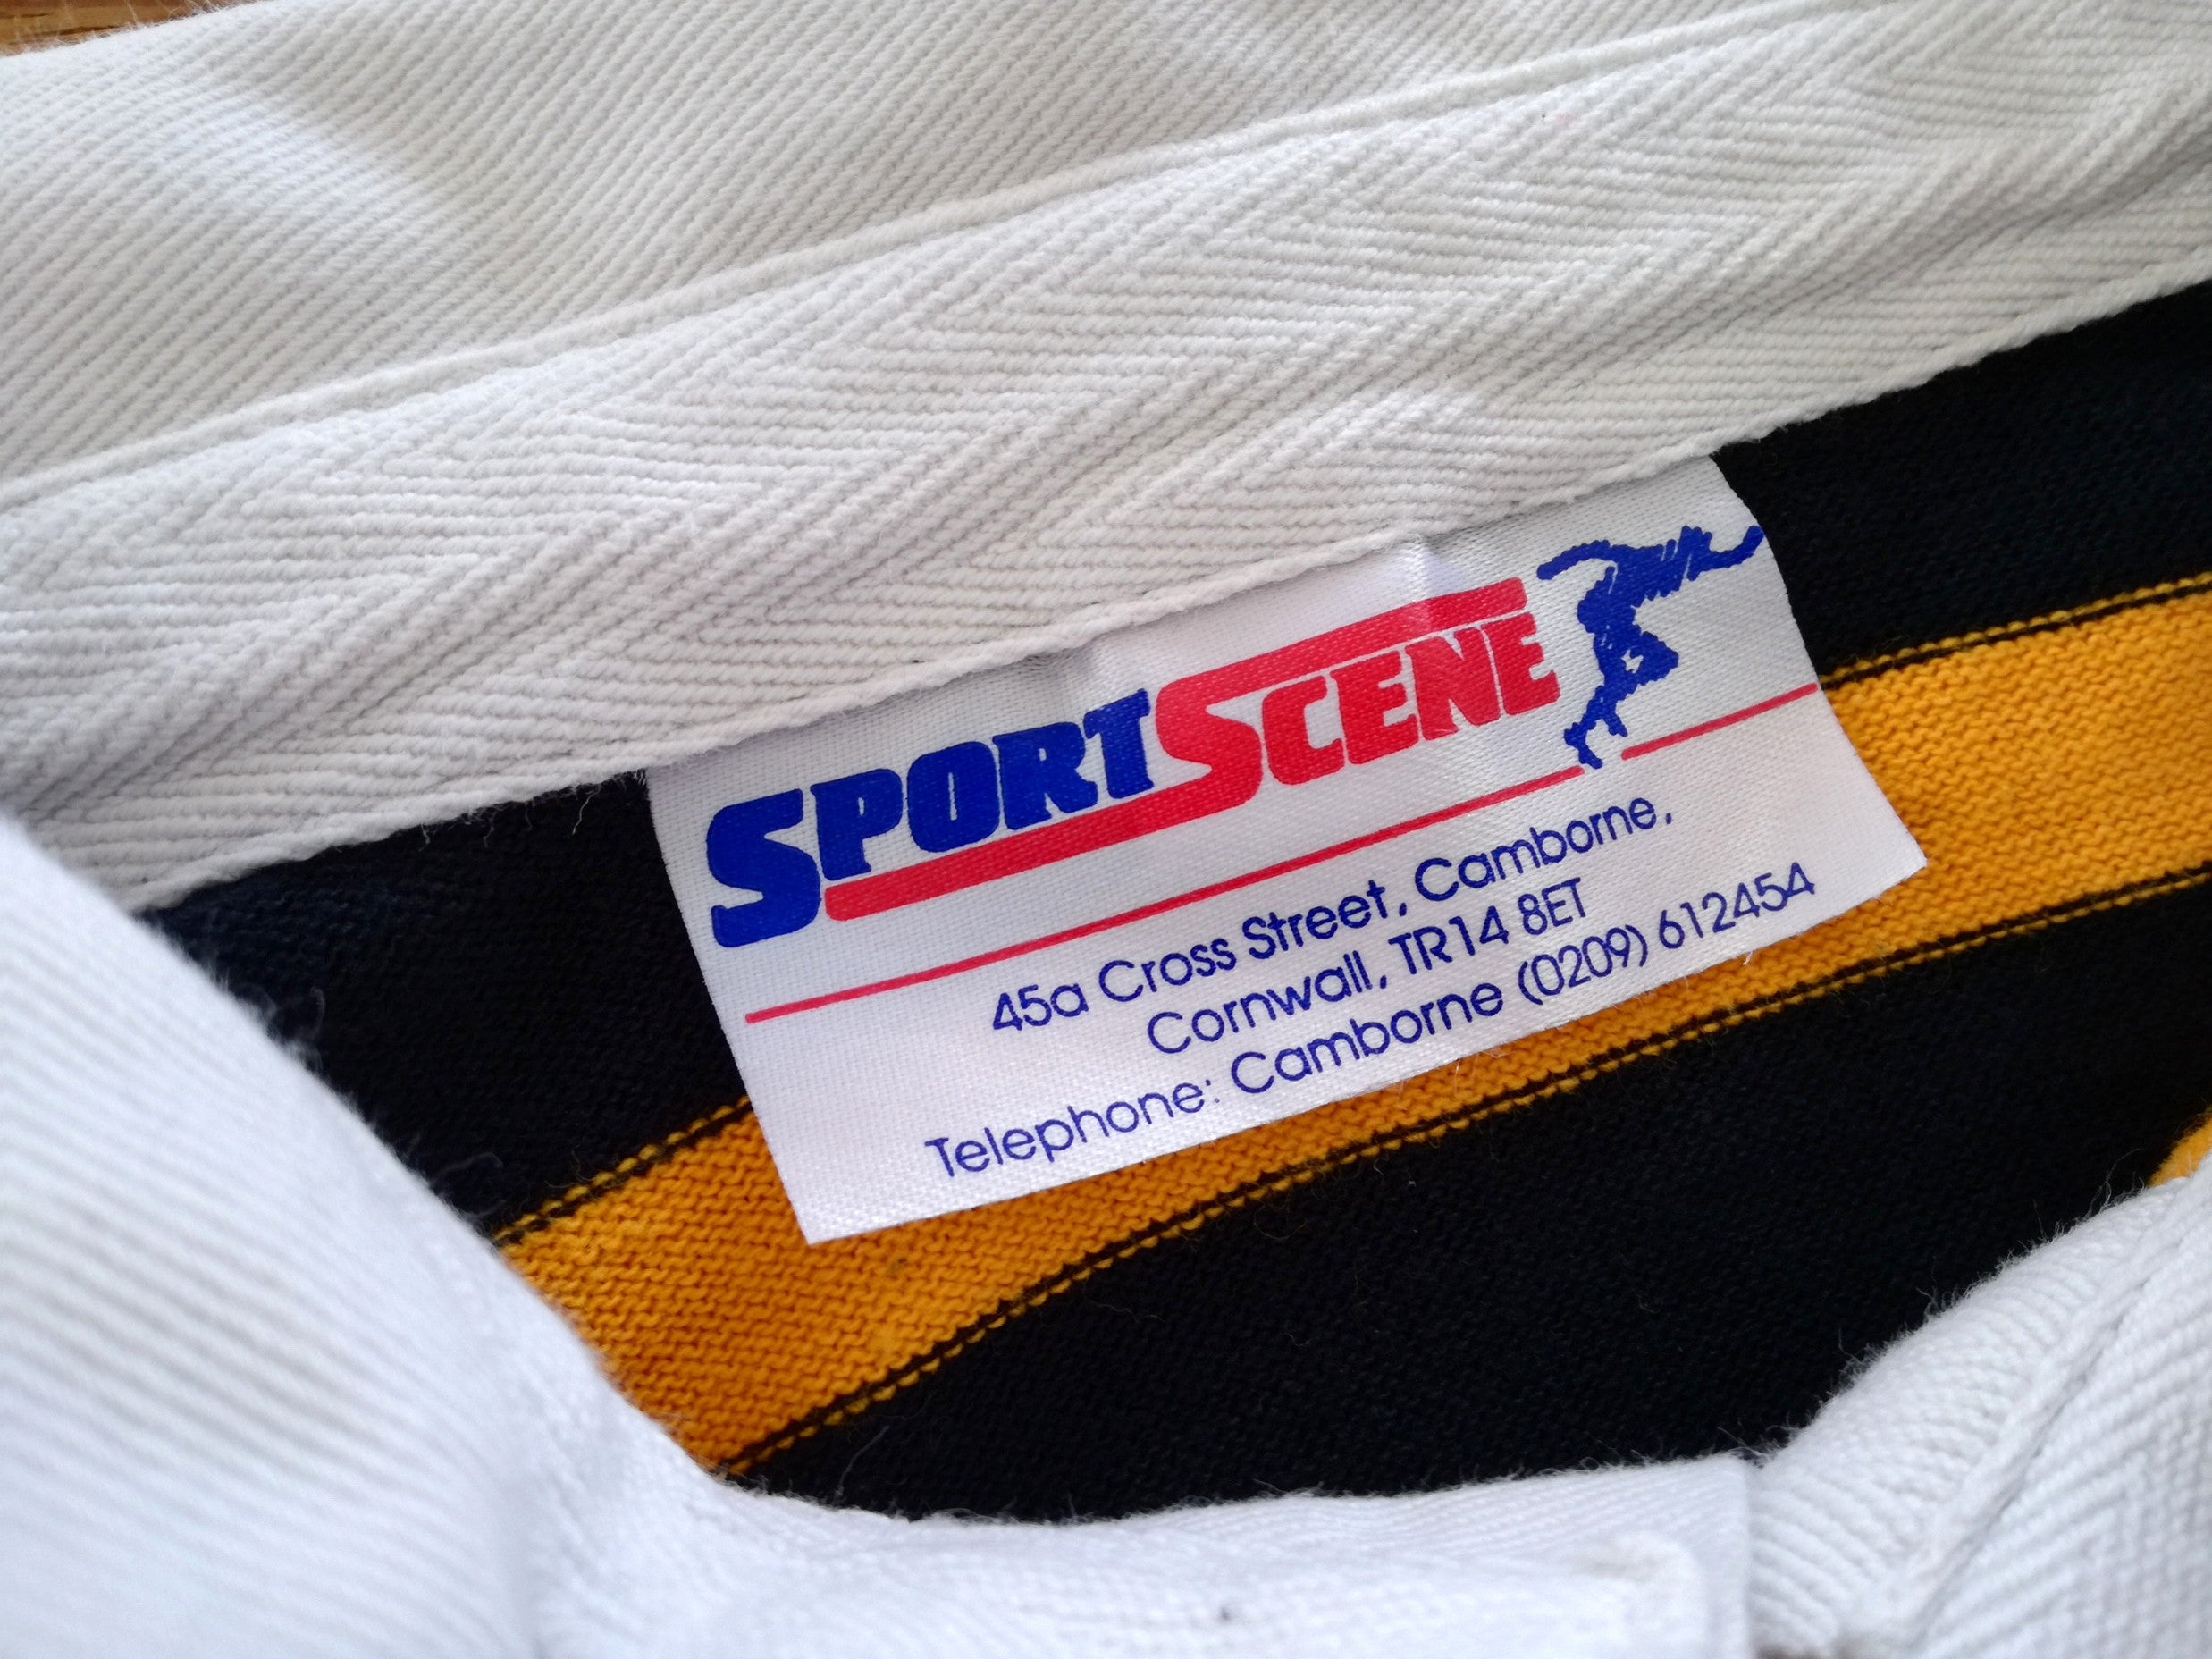 SPORTSCENE
45a Cross Street, Camborne,
Cornwall, TR14 8ET
Telephone: Camborne (0209) 612454